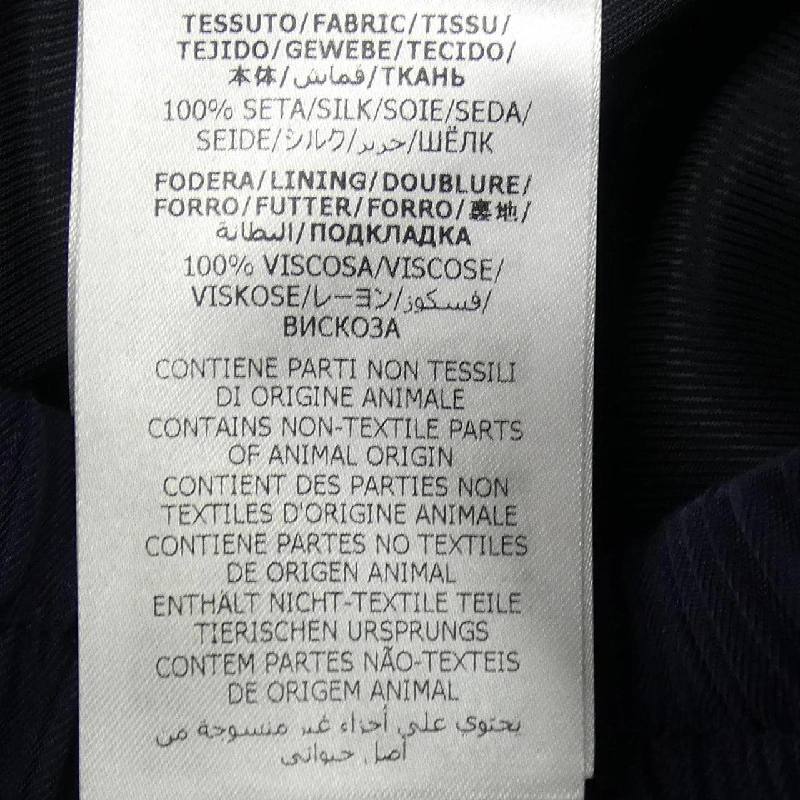 TESSUTO/FABRIC/TISSU/
TEJIDO/GEWEBE/TECIDO/
本体/قماش/ТКАНЬ
100% SETA/SILK/SOIE/SEDA/
SEIDE/シルク/حرير/ШЁЛК
FODERA/LINING/DOUBLURE/
FORRO/FUTTER/FORRO/裏地/
البطانة/ПОДКЛАДКА
100% VISCOSA/VISCOSE/
VISKOSE/レーヨン/فسكوز/
ВИСКОЗА
CONTIENE PARTI NON TESSILI
DI ORIGINE ANIMALE
CONTAINS NON-TEXTILE PARTS
OF ANIMAL ORIGIN
CONTIENT DES PARTIES NON
TEXTILES D'ORIGINE ANIMALE
CONTIENE PARTES NO TEXTILES
DE ORIGEN ANIMAL
ENTHÄLT NICHT-TEXTILE TEILE
TIERISCHEN URSPRUNGS
CONTEM PARTES NÃO-TEXTEIS
DE ORIGEM ANIMAL
يحتوي على أجزاء غير منسوجة من
أصل حيواني